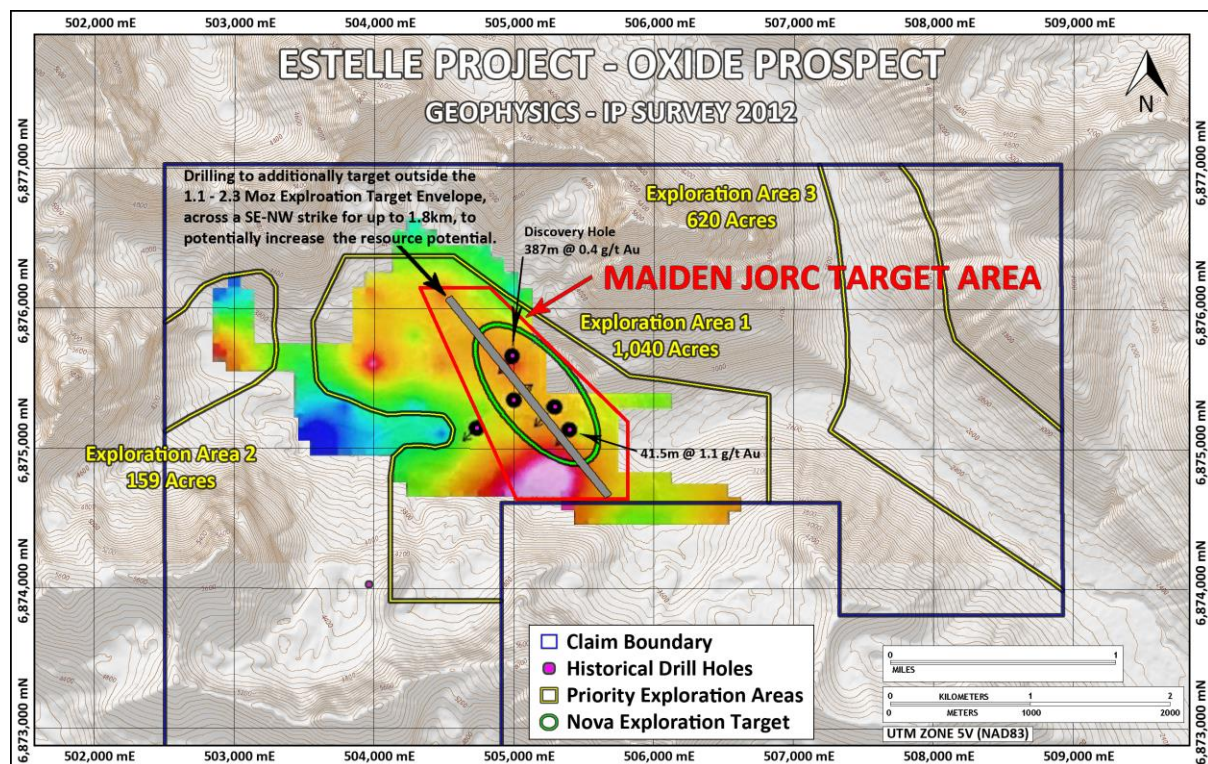 502,000 mE 503,000 mE 504,000 mE 505,000 mE 506,000 mE 507,000 mE 508,000 mE 509,000 mE
ESTELLE PROJECT - OXIDE PROSPECT
GEOPHYSICS - IP SURVEY 2012
N
6,877,000 mN
6,876,000 mN
6,875,000 mN
6,874,000 mN
6,873,000 mN
Drilling to additionally target outside the
1.1 - 2.3 Moz Exploroation Target Envelope,
across a SE-NW strike for up to 1.8km, to
potentially increase the resource potential.
Discovery Hole
387m @ 0.4 g/t Au
Exploration Area 3
620 Acres
MAIDEN JORC TARGET AREA
Exploration Area 1
1,040 Acres
Exploration Area 2
159 Acres
41.5m @ 1.1 g/t Au
Claim Boundary
Historical Drill Holes
Priority Exploration Areas
Nova Exploration Target
0 1
MILES
0 KILOMETERS 1 2
0 METERS 1000 2000
UTM ZONE 5V (NAD83)
6,877,000 mN
6,876,000 mN
6,875,000 mN
6,874,000 mN
6,873,000 mN
502,000 mE 503,000 mE 504,000 mE 505,000 mE 506,000 mE 507,000 mE 508,000 mE 509,000 mE